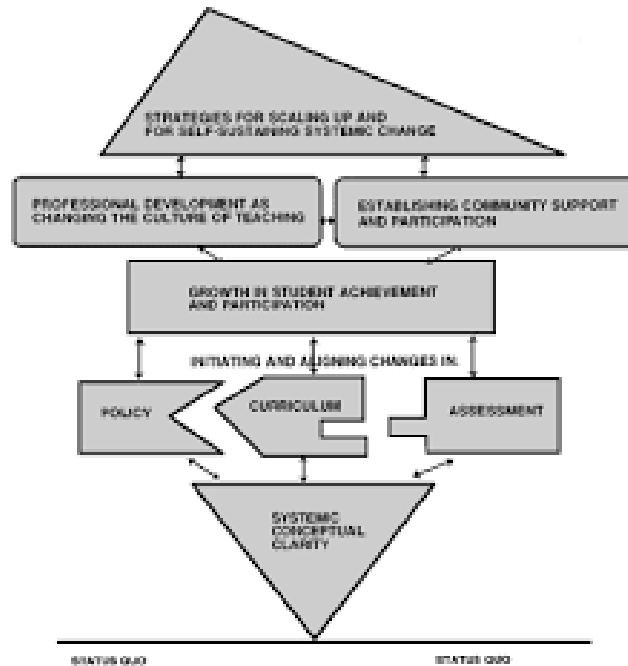 STRATEGIES FOR SCALING UP AND
FOR SELF-SUSTAINING SYSTEMIC CHANGE
PROFESSIONAL DEVELOPMENT AS
CHANGING THE CULTURE OF TEACHING
ESTABLISHING COMMUNITY SUPPORT
AND PARTICIPATION
GROWTH IN STUDENT ACHIEVEMENT
AND PARTICIPATION
INITIATING AND ALIGNING CHANGES IN:
POLICY
CURRICULUM
ASSESSMENT
SYSTEMIC
CONCEPTUAL
CLARITY
STATUS QUO
STATUS QUO